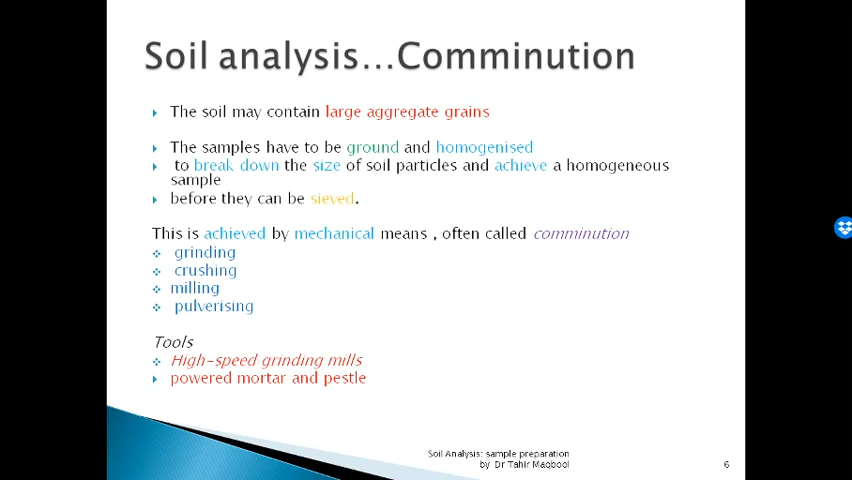 Soil analysis...Comminution
The soil may contain large aggregate grains
The samples have to be ground and homogenised
to break down the size of soil particles and achieve a homogeneous
sample
before they can be sieved.
This is achieved by mechanical means , often called comminution
grinding
crushing
milling
pulverising
Tools
High-speed grinding mills
powered mortar and pestle
Soil Analysis: sample preparation
by Dr Tahir Maqbool
6